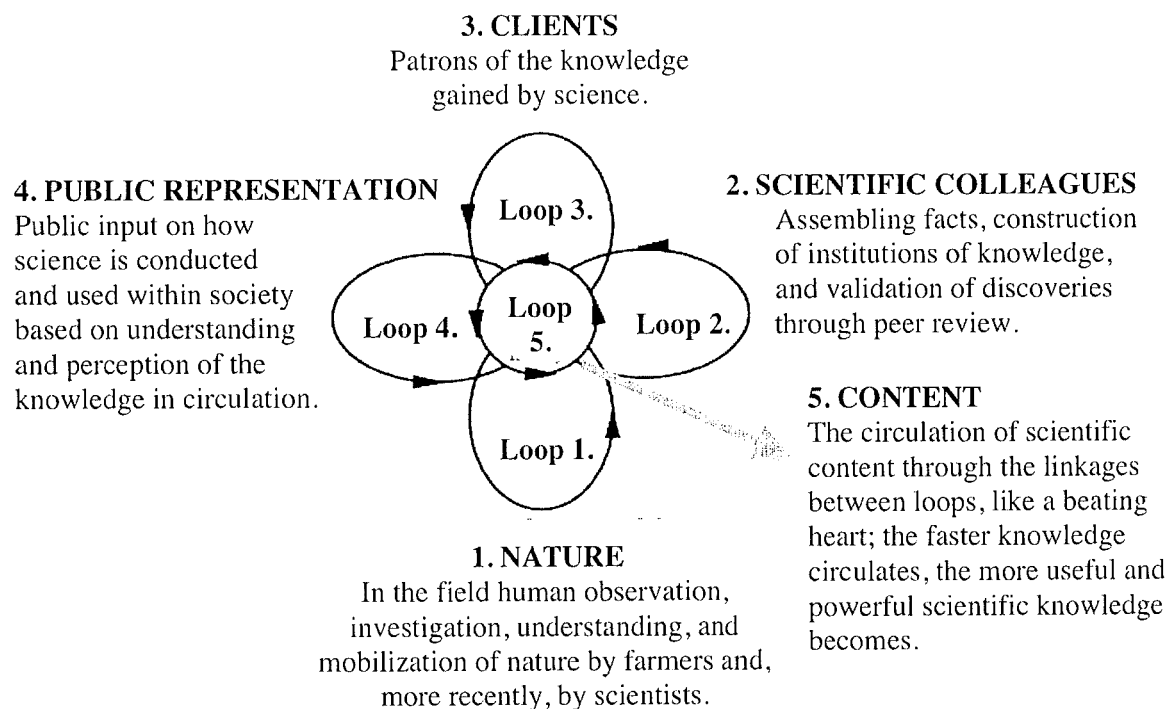 3. CLIENTS
Patrons of the knowledge
gained by science.
4. PUBLIC REPRESENTATION
Public input on how
science is conducted
and used within society
based on understanding
and perception of the
knowledge in circulation.
Loop 3.
Loop 4.
Loop
5.
Loop 2.
Loop 1.
2. SCIENTIFIC COLLEAGUES
Assembling facts, construction
of institutions of knowledge,
and validation of discoveries
through peer review.
5. CONTENT
The circulation of scientific
content through the linkages
between loops, like a beating
heart; the faster knowledge
circulates, the more useful and
powerful scientific knowledge
becomes.
1. NATURE
In the field human observation,
investigation, understanding, and
mobilization of nature by farmers and,
more recently, by scientists.